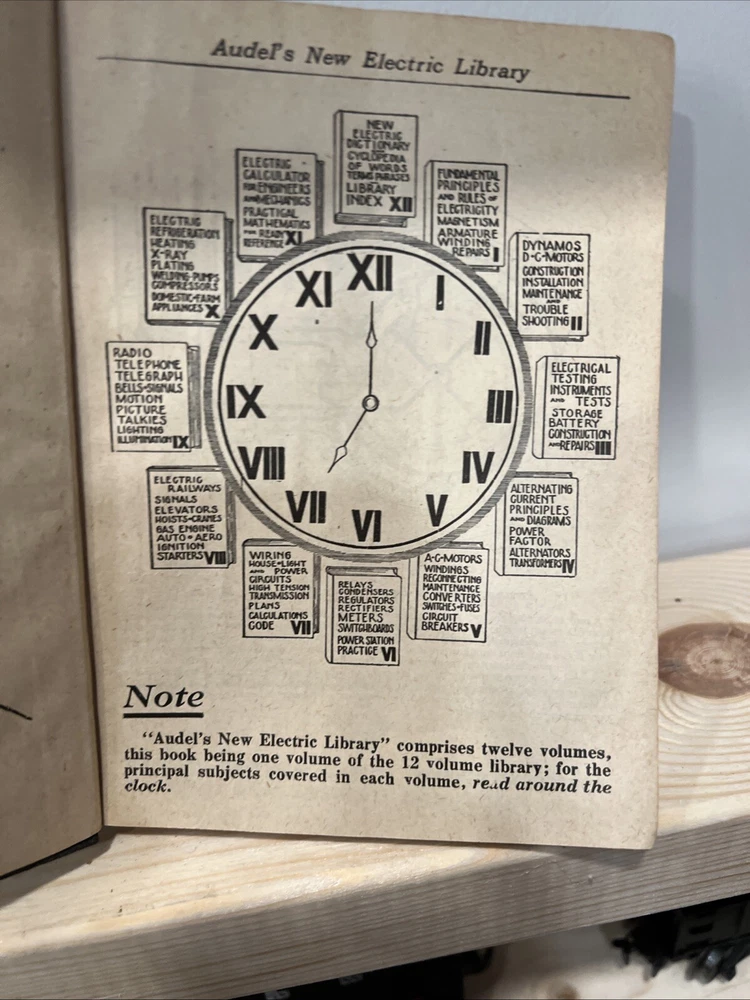 Audel's New Electric Library
NEW
ELECTRIC
DICTIONARY
CYCLOPEDIA
OF WORDS
TERMS PHRASES
LIBRARY
INDEX XII
FUNDAMENTAL
PRINCIPLES
AND RULES OF
ELECTRICITY
MAGNETISM
ARMATURE
WINDING
REPAIRS I
DYNAMOS
D-C-MOTORS
CONSTRUCTION
INSTALLATION
MAINTENANCE
AND TROUBLE
SHOOTING II
ELECTRICAL
TESTING
INSTRUMENTS
AND TESTS
STORAGE
BATTERY
CONSTRUCTION
AND REPAIRS III
ALTERNATING
CURRENT
PRINCIPLES
AND DIAGRAMS
POWER
FACTOR
ALTERNATORS
TRANSFORMERS IV
A-C-MOTORS
WINDINGS
RECONNECTING
MAINTENANCE
CONVERTERS
SWITCHES-FUSES
CIRCUIT
BREAKERS V
RELAYS
CONDENSERS
REGULATORS
RECTIFIERS
METERS
SWITCHBOARDS
POWER STATION
PRACTICE VI
WIRING
HOUSE-LIGHT
AND POWER
CIRCUITS
HIGH TENSION
TRANSMISSION
PLANS
CALCULATIONS
CODE VII
ELECTRIC
RAILWAYS
SIGNALS
ELEVATORS
HOISTS-CRANES
GAS ENGINE
AUTO-AERO
IGNITION
STARTERS VIII
RADIO
TELEPHONE
TELEGRAPH
BELLS-SIGNALS
MOTION
PICTURE
TALKIES
LIGHTING
ILLUMINATION IX
ELECTRIC
REFRIGERATION
HEATING
X-RAY
PLATING
WELDING-PUMPS
COMPRESSORS
DOMESTIC-FARM
APPLIANCES X
ELECTRIC
CALCULATOR
FOR ENGINEERS
AND MECHANICS
PRACTICAL
MATHEMATICS
FOR READY
REFERENCE XI
XII
I
II
III
IV
V
VI
VII
VIII
IX
X
XI
Note
"Audel's New Electric Library" comprises twelve volumes,
this book being one volume of the 12 volume library; for the
principal subjects covered in each volume, read around the
clock.